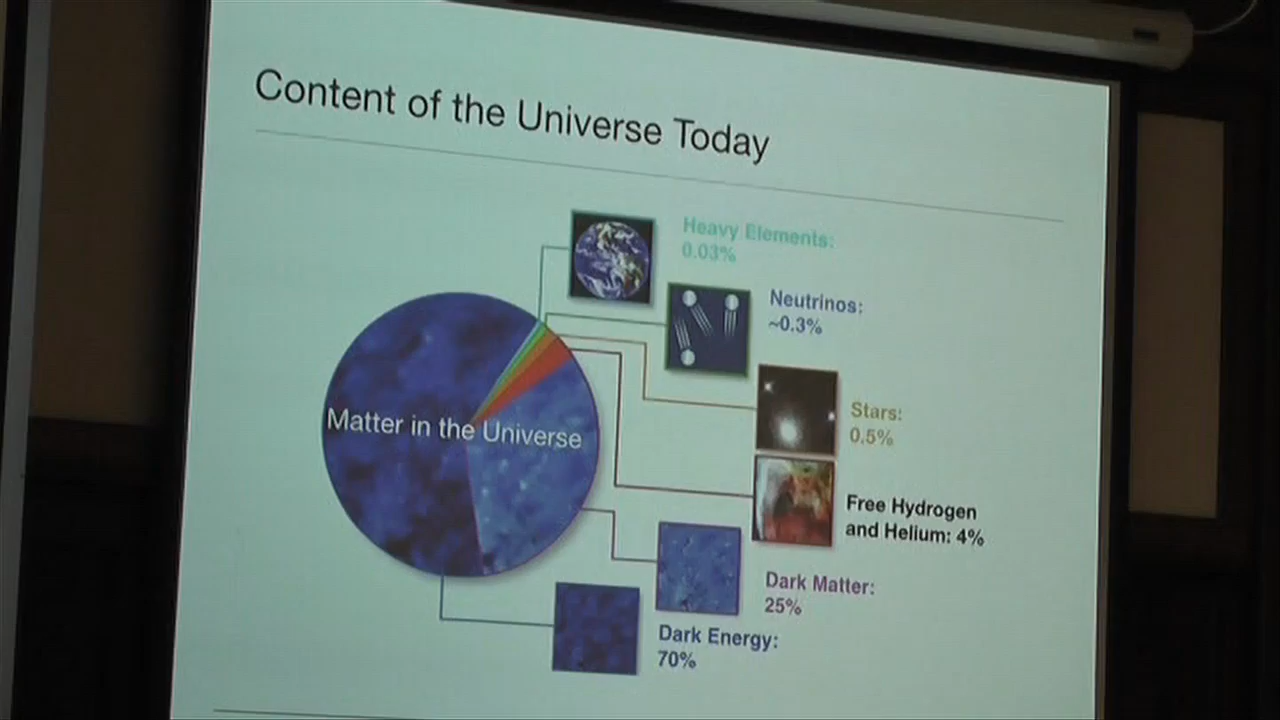 Content of the Universe Today
Heavy Elements:
0.03%
Neutrinos:
~0.3%
Matter in the Universe
Stars:
0.5%
Free Hydrogen
and Helium: 4%
Dark Matter:
25%
Dark Energy:
70%